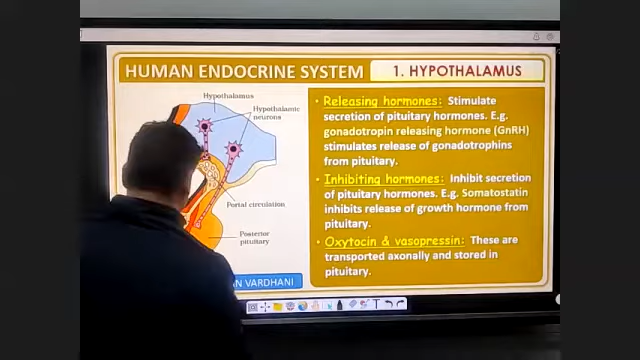 HUMAN ENDOCRINE SYSTEM
1. HYPOTHALAMUS
Hypothalamus
Hypothalamic
neurons
Portal circulation
Posterior
pituitary
AN VARDHANI
• Releasing hormones: Stimulate
secretion of pituitary hormones. E.g.
gonadotropin releasing hormone (GnRH)
stimulates release of gonadotrophins
from pituitary.
• Inhibiting hormones: Inhibit secretion
of pituitary hormones. E.g. Somatostatin
inhibits release of growth hormone from
pituitary.
• Oxytocin & vasopressin: These are
transported axonally and stored in
pituitary.
T